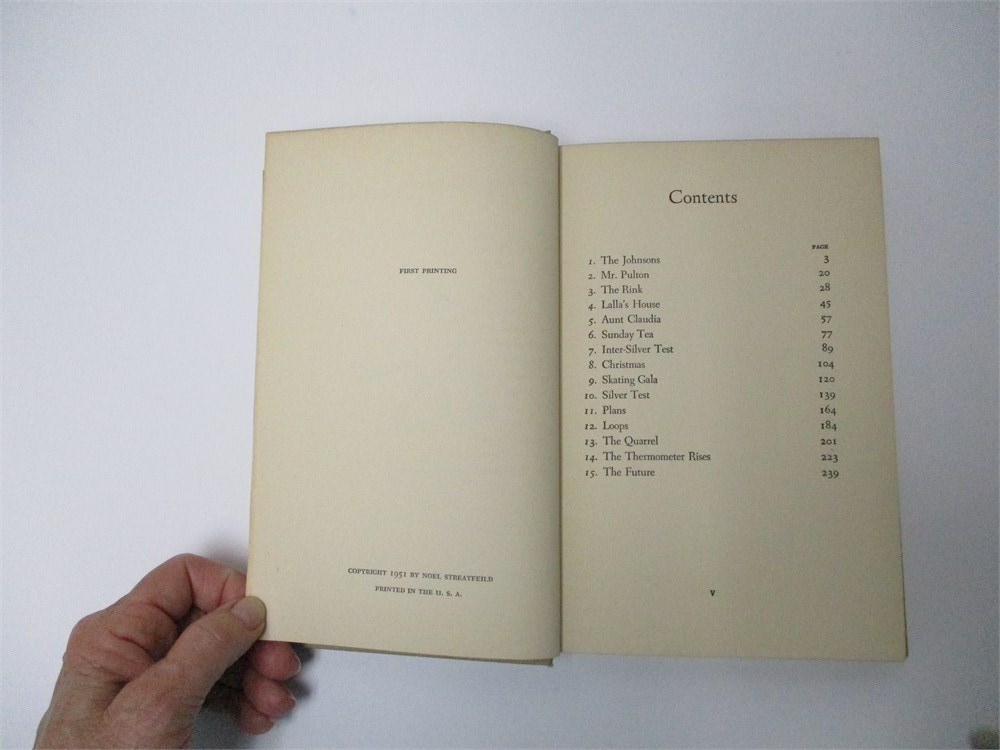 FIRST PRINTING
COPYRIGHT 1951 BY NOEL STREATFEILD
PRINTED IN THE U. S. A.
Contents
PAGE
1. The Johnsons 3
2. Mr. Pulton 20
3. The Rink 28
4. Lalla's House 45
5. Aunt Claudia 57
6. Sunday Tea 77
7. Inter-Silver Test 89
8. Christmas 104
9. Skating Gala 120
10. Silver Test 139
11. Plans 164
12. Loops 184
13. The Quarrel 201
14. The Thermometer Rises 223
15. The Future 239
V